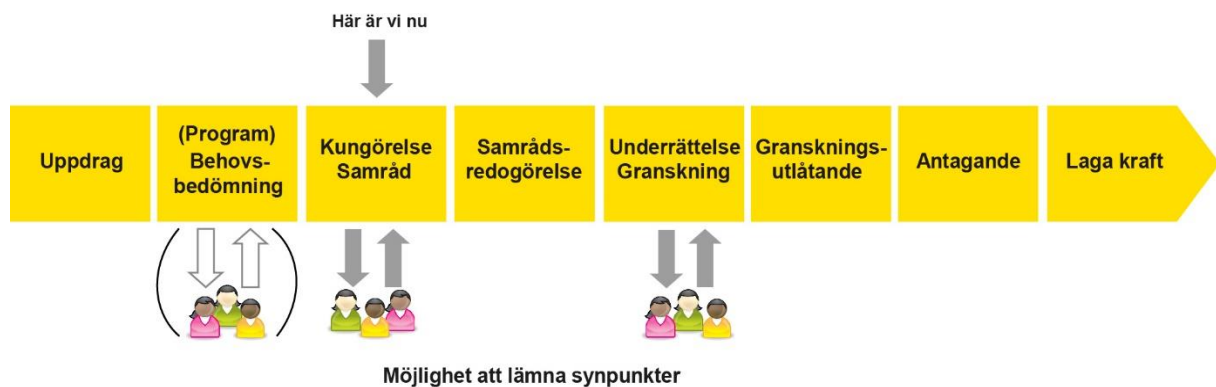 Här är vi nu
Uppdrag
(Program)
Behovs-
bedömning
Kungörelse
Samråd
Samråds-
redogörelse
Underrättelse
Granskning
Gransknings-
utlåtande
Antagande
Laga kraft
Möjlighet att lämna synpunkter